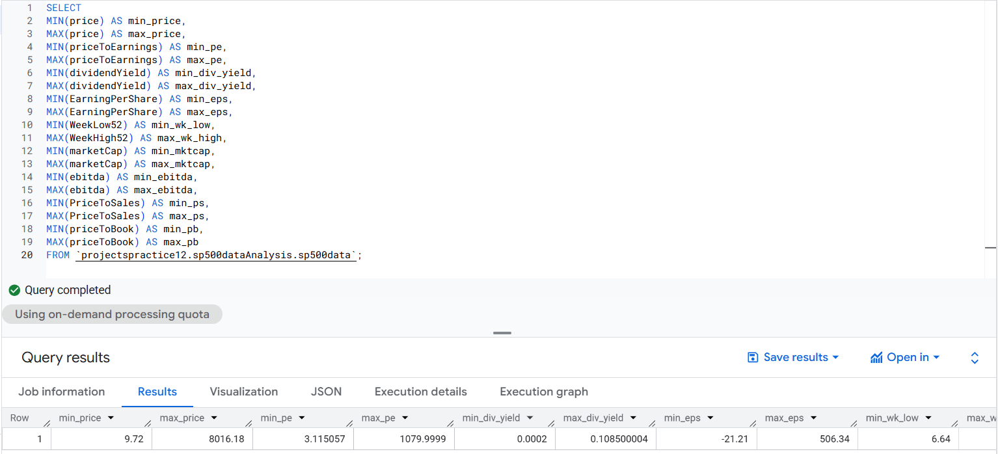 1 SELECT
2 MIN(price) AS min_price,
3 MAX(price) AS max_price,
4 MIN(priceToEarnings) AS min_pe,
5 MAX(priceToEarnings) AS max_pe,
6 MIN(dividendYield) AS min_div_yield,
7 MAX(dividendYield) AS max_div_yield,
8 MIN(EarningPerShare) AS min_eps,
9 MAX(EarningPerShare) AS max_eps,
10 MIN(WeekLow52) AS min_wk_low,
11 MAX(WeekHigh52) AS max_wk_high,
12 MIN(marketCap) AS min_mktcap,
13 MAX(marketCap) AS max_mktcap,
14 MIN(ebitda) AS min_ebitda,
15 MAX(ebitda) AS max_ebitda,
16 MIN(PriceToSales) AS min_ps,
17 MAX(PriceToSales) AS max_ps,
18 MIN(priceToBook) AS min_pb,
19 MAX(priceToBook) AS max_pb
20 FROM `projectspractice12.sp500dataAnalysis.sp500data`;
Query completed
Using on-demand processing quota
Query results Save results Open in
Job information Results Visualization JSON Execution details Execution graph
Row min_price max_price min_pe max_pe min_div_yield max_div_yield min_eps max_eps min_wk_low max_w
1 9.72 8016.18 3.115057 1079.9999 0.0002 0.108500004 -21.21 506.34 6.64